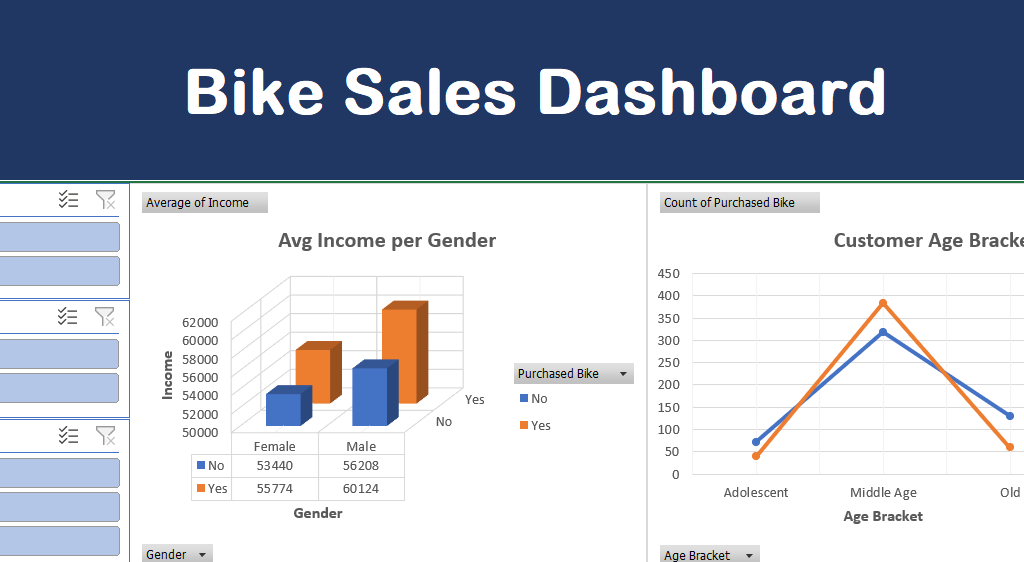 Bike Sales Dashboard
Average of Income
Avg Income per Gender
62000
60000
58000
56000
54000
52000
50000
Income
Yes
No
Female Male
No 53440 56208
Yes 55774 60124
Gender
Purchased Bike
No
Yes
Gender
Count of Purchased Bike
Customer Age Bracke
450
400
350
300
250
200
150
100
50
0
Adolescent Middle Age Old
Age Bracket
Age Bracket